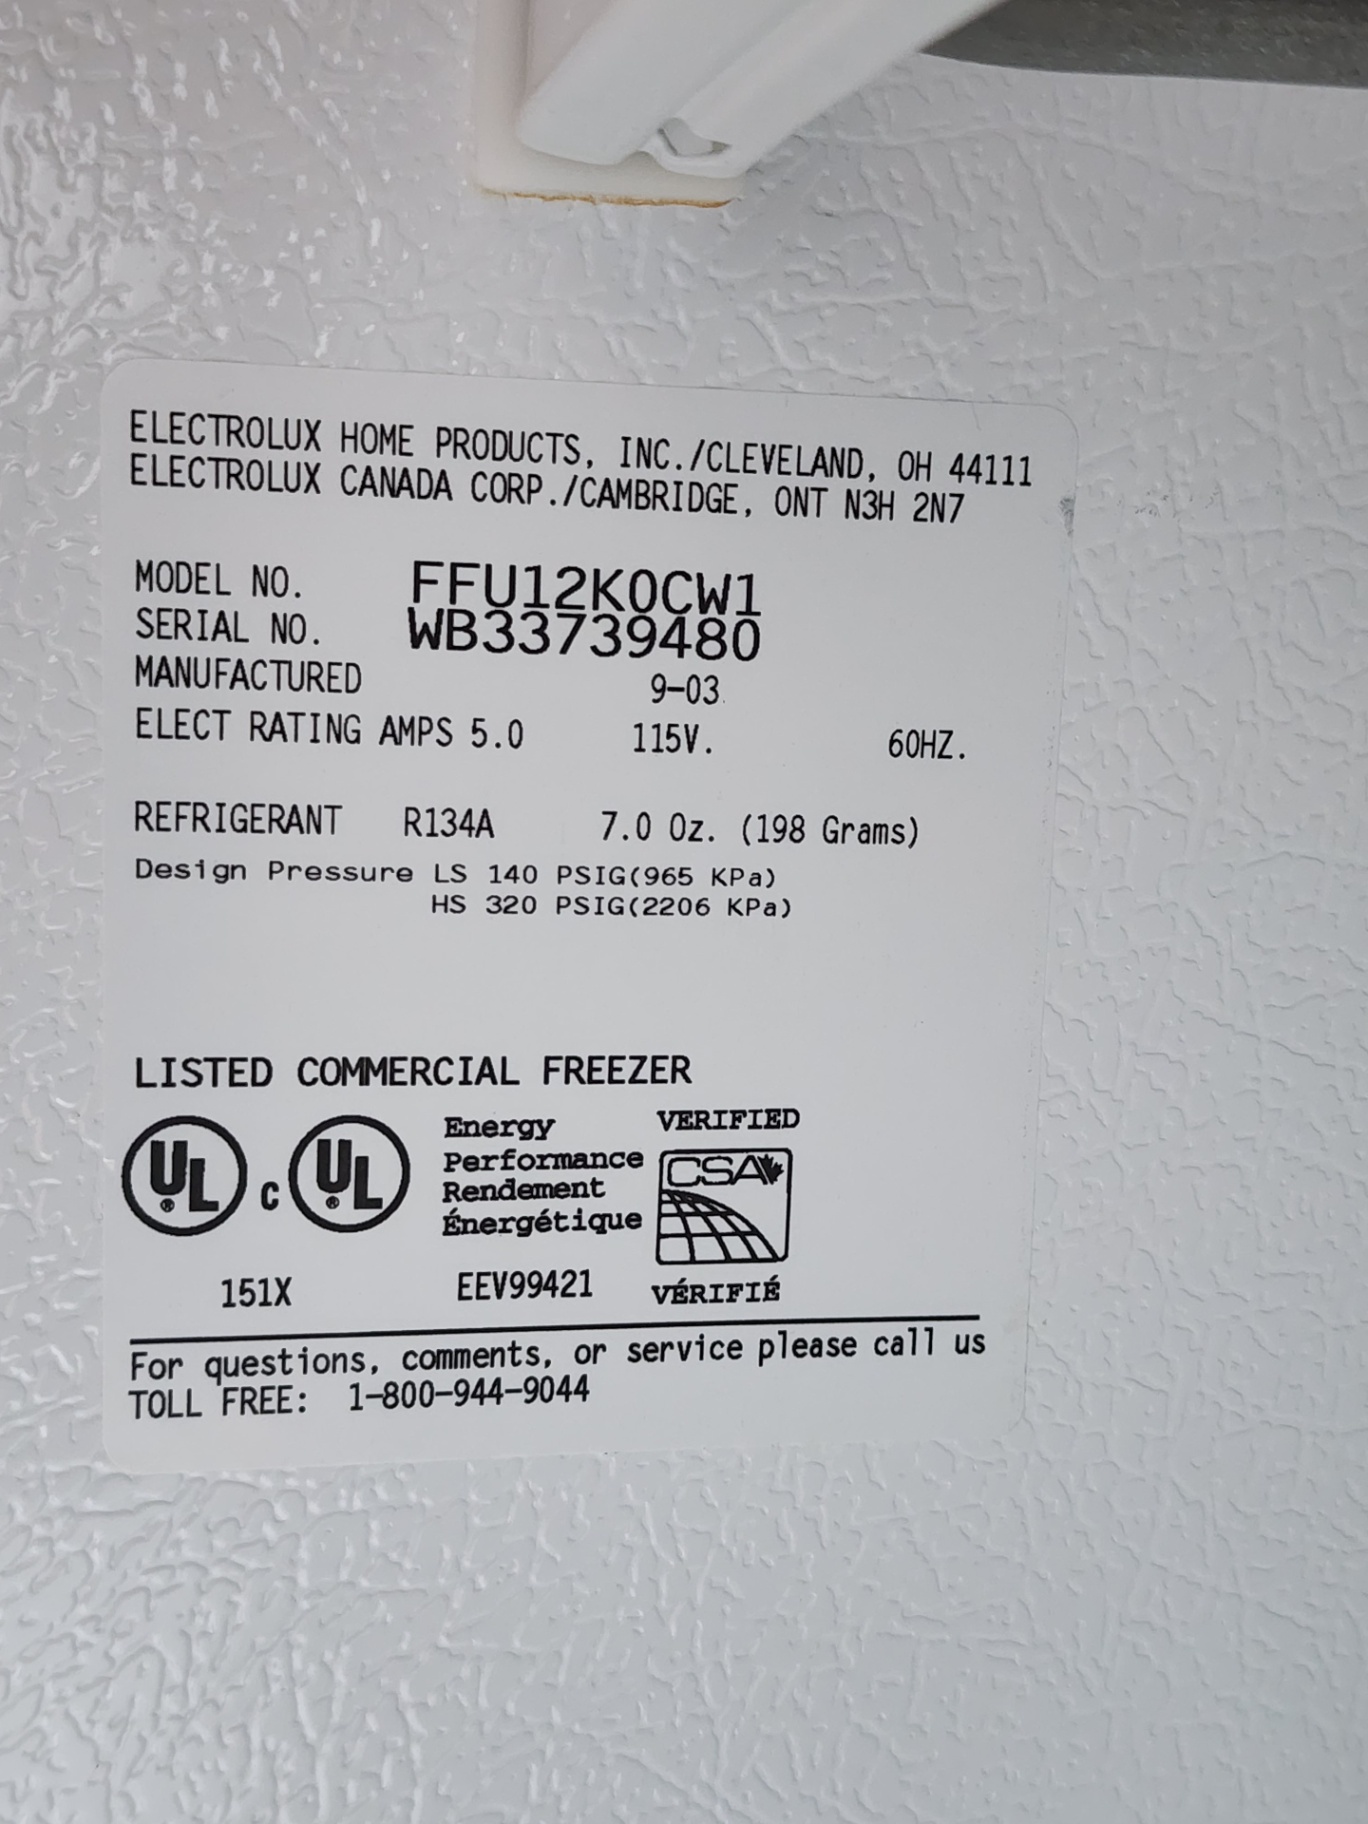 ELECTROLUX HOME PRODUCTS, INC./CLEVELAND, OH 44111
ELECTROLUX CANADA CORP./CAMBRIDGE, ONT N3H 2N7
MODEL NO. FFU12K0CW1
SERIAL NO. WB33739480
MANUFACTURED 9-03
ELECT RATING AMPS 5.0 115V. 60HZ.
REFRIGERANT R134A 7.0 Oz. (198 Grams)
Design Pressure LS 140 PSIG(965 KPa)
HS 320 PSIG(2206 KPa)
LISTED COMMERCIAL FREEZER
UL® C UL®
Energy
Performance
Rendement
Énergétique
VERIFIED
CSA
VÉRIFIÉ
151X EEV99421
For questions, comments, or service please call us
TOLL FREE: 1-800-944-9044